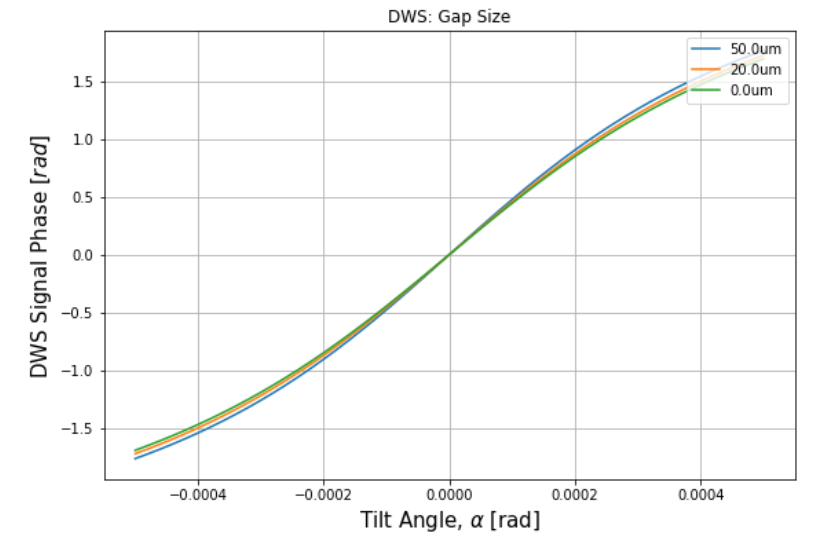 DWS: Gap Size
50.0um
20.0um
0.0um
DWS Signal Phase [rad]
1.5
1.0
0.5
0.0
−0.5
−1.0
−1.5
−0.0004 −0.0002 0.0000 0.0002 0.0004
Tilt Angle, α [rad]